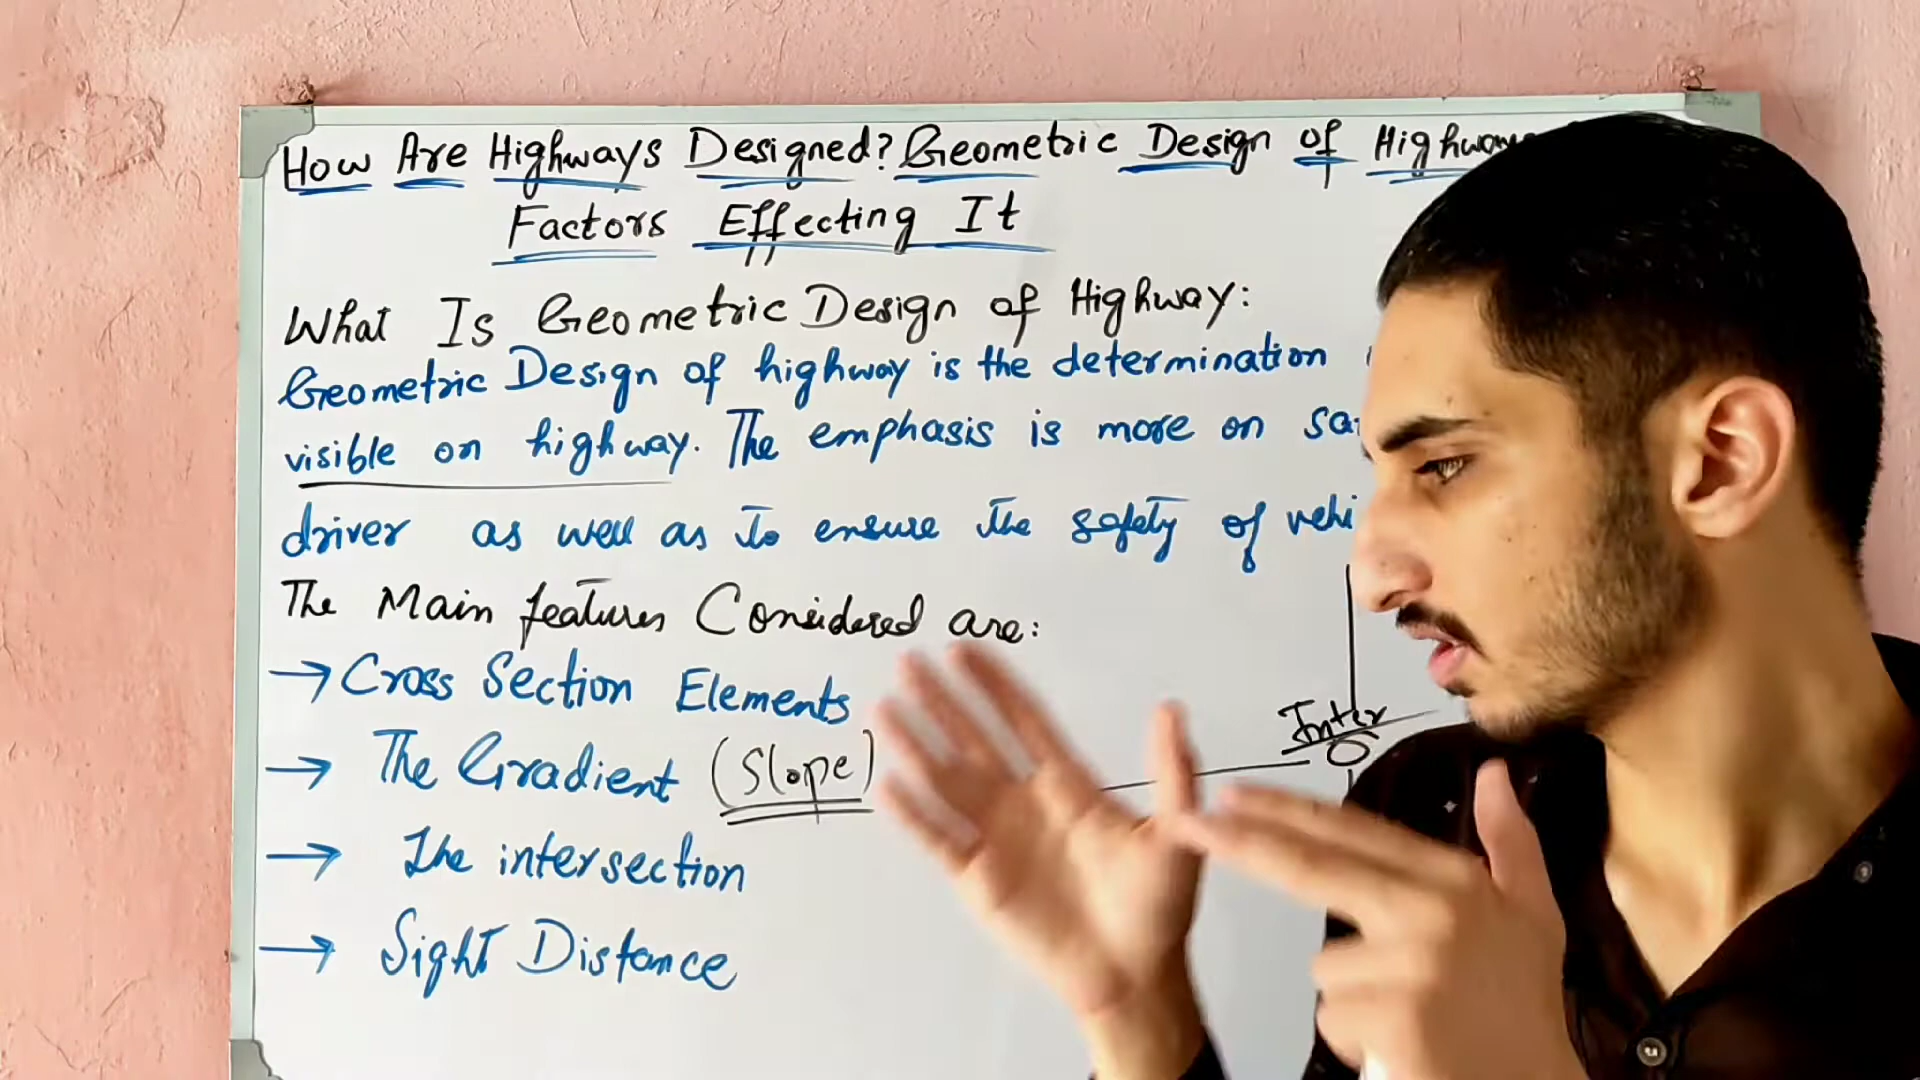 How Are Highways Designed? Geometric Design of
Factors Effecting It
What Is Geometric Design of Highway:
Geometric Design of highway is the determination
visible on highway. The emphasis is more on
driver as well as to ensure the safety of
The Main features Considered are:
→ Cross Section Elements
→ The Gradient (Slope)
Inter
→ The intersection
→ Sight Distance